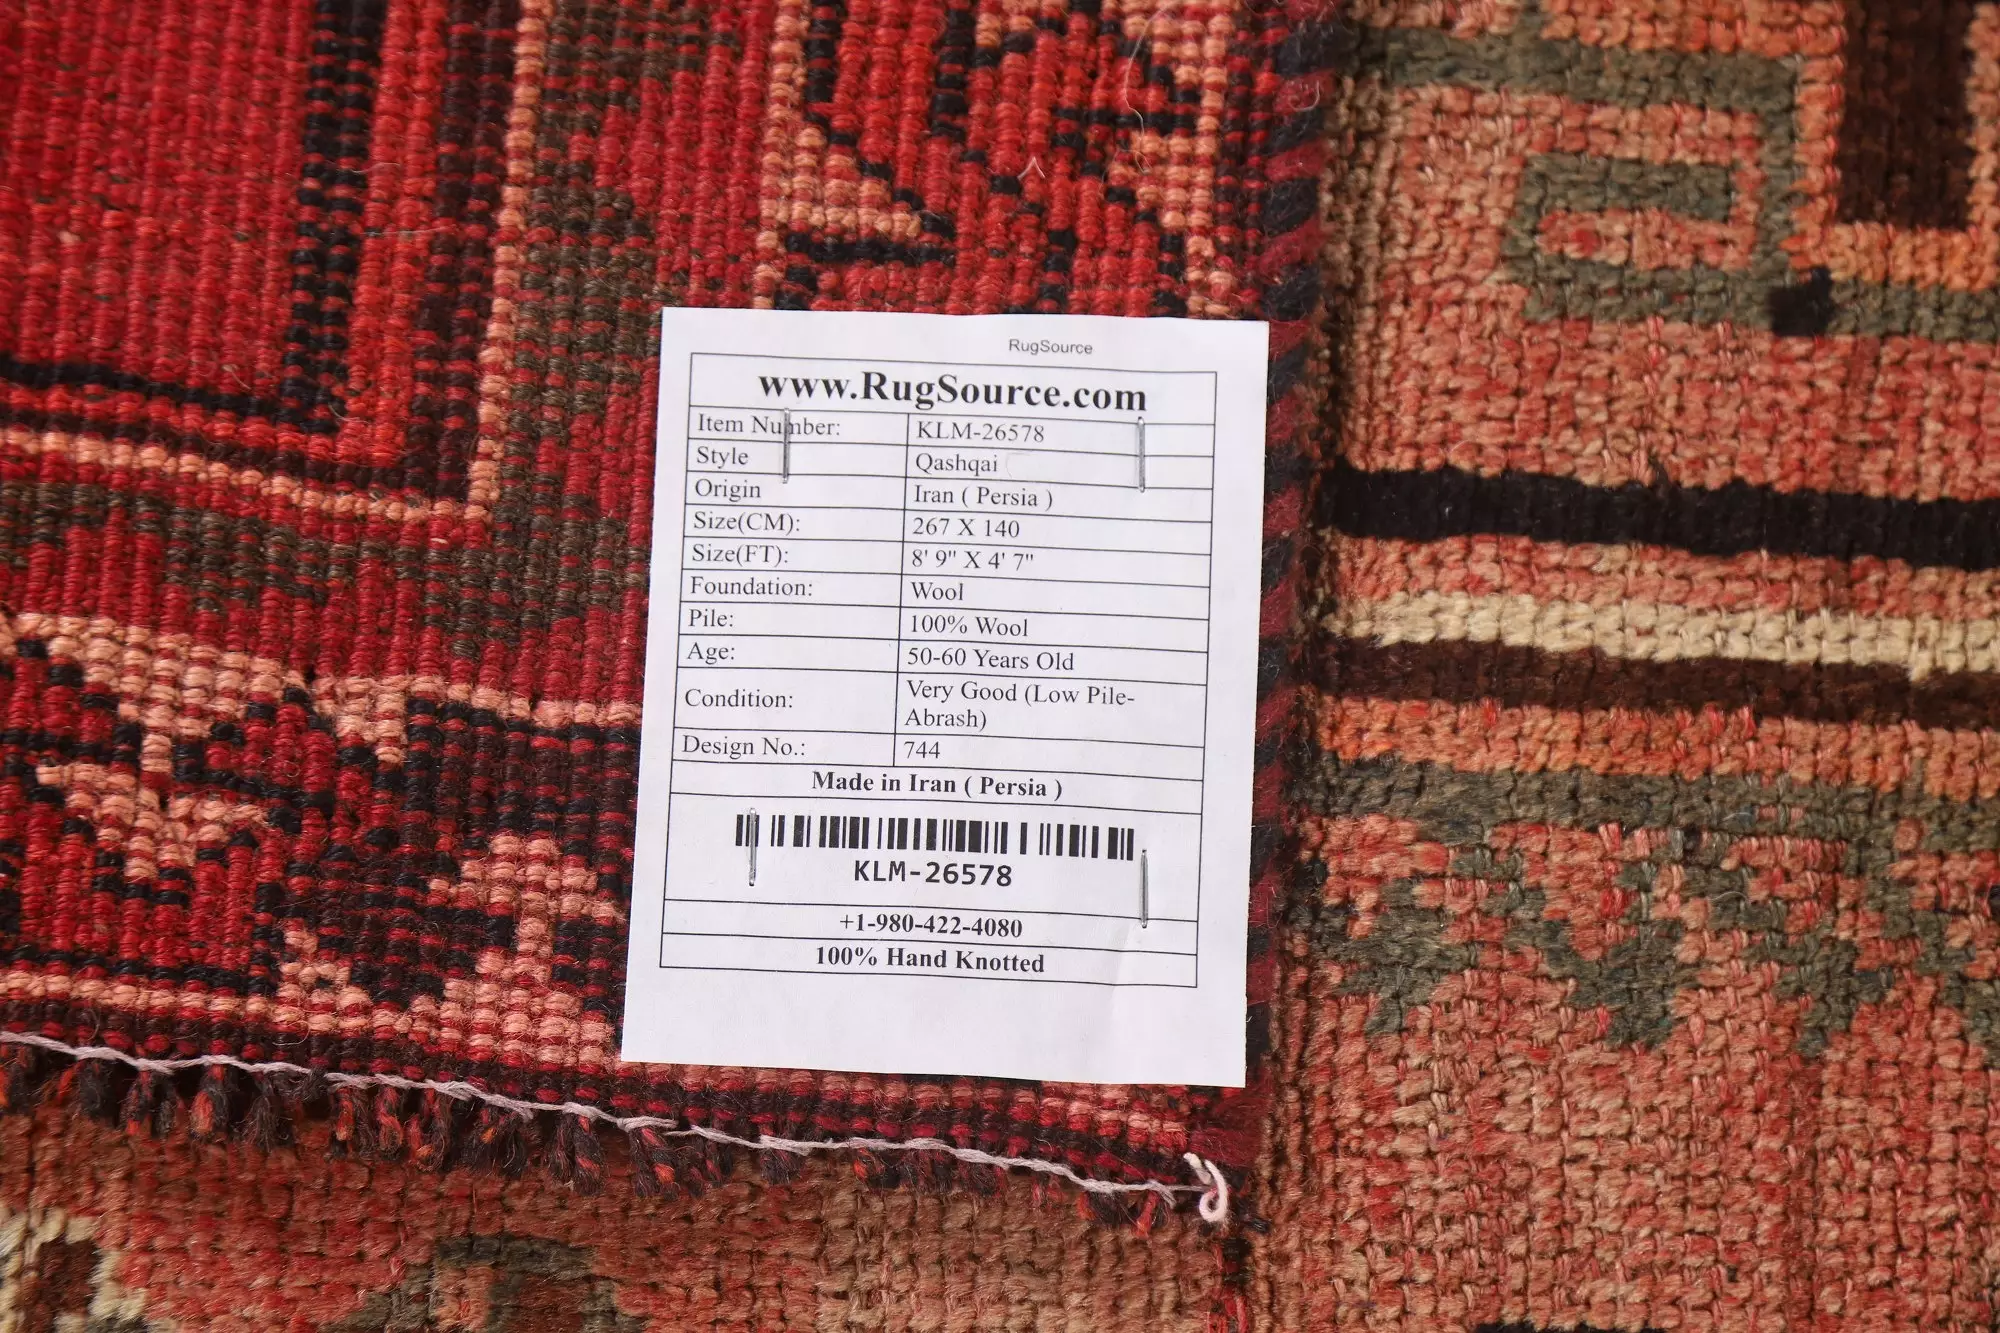 RugSource
www.RugSource.com
Item Number: KLM-26578
Style Qashqai
Origin Iran ( Persia )
Size(CM): 267 X 140
Size(FT): 8' 9" X 4' 7"
Foundation: Wool
Pile: 100% Wool
Age: 50-60 Years Old
Condition: Very Good (Low Pile-
Abrash)
Design No.: 744
Made in Iran ( Persia )
KLM-26578
+1-980-422-4080
100% Hand Knotted